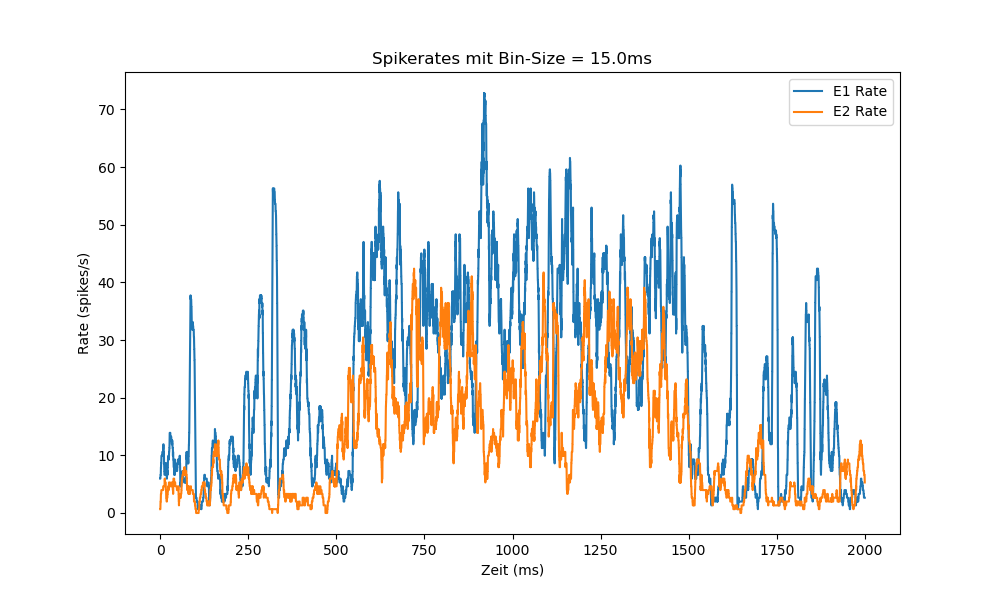 Spikerates mit Bin-Size = 15.0ms
E1 Rate
E2 Rate
Rate (spikes/s)
70
60
50
40
30
20
10
0
0 250 500 750 1000 1250 1500 1750 2000
Zeit (ms)